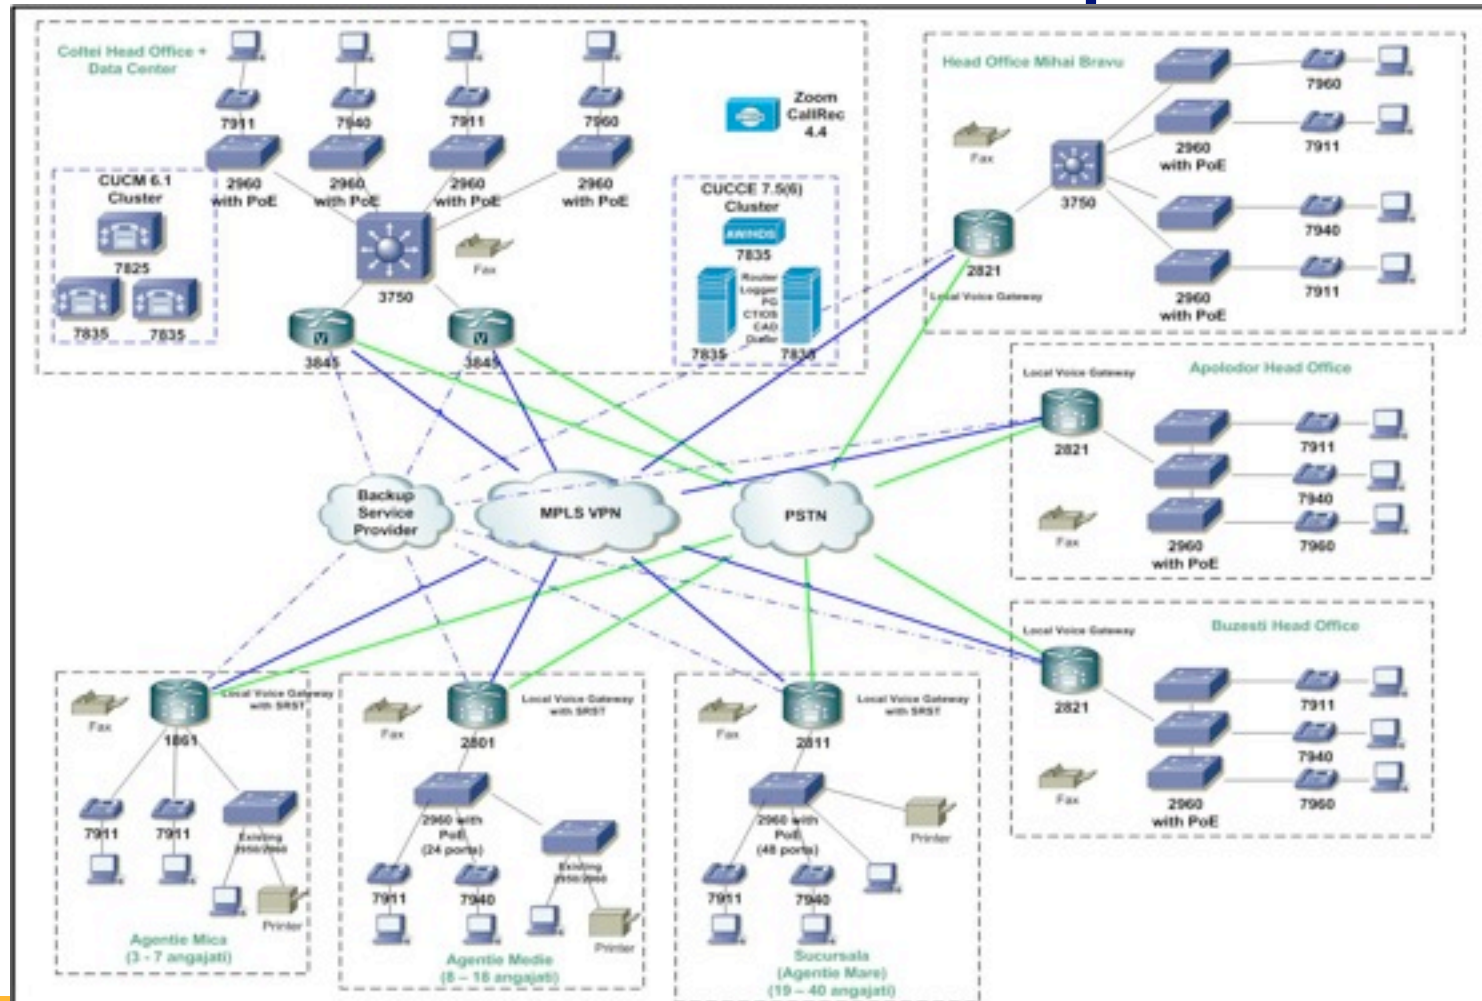 Coltei Head Office +
Data Center
7911
7940
7911
7960
2960
with PoE
2960
with PoE
2960
with PoE
2960
with PoE
Zoom
CallRec
4.4
CUCM 6.1
Cluster
7825
7835
7835
3750
Fax
3845
3845
CUCCE 7.5(6)
Cluster
AW/HDS
7835
Router
Logger
PG
CTIOS
CAD
Dialer
7835
7835
Head Office Mihai Bravu
Fax
3750
2821
Local Voice Gateway
2960
with PoE
2960
with PoE
7960
7911
7940
7911
Apolodor Head Office
Local Voice Gateway
2821
Fax
2960
with PoE
7911
7940
7960
Backup
Service
Provider
MPLS VPN
PSTN
Buzesti Head Office
Local Voice Gateway
2821
Fax
2960
with PoE
7911
7940
7960
Fax
Local Voice Gateway
with SRST
1861
7911
7911
Existing
2950/2960
Printer
Agentie Mica
(3 - 7 angajati)
Fax
Local Voice Gateway
with SRST
2801
2960 with
PoE
(24 ports)
7911
7940
Existing
2950/2960
Printer
Agentie Medie
(8 – 18 angajati)
Fax
Local Voice Gateway
with SRST
2811
2960 with
PoE
(48 ports)
7911
7940
Printer
Sucursala
(Agentie Mare)
(19 – 40 angajati)